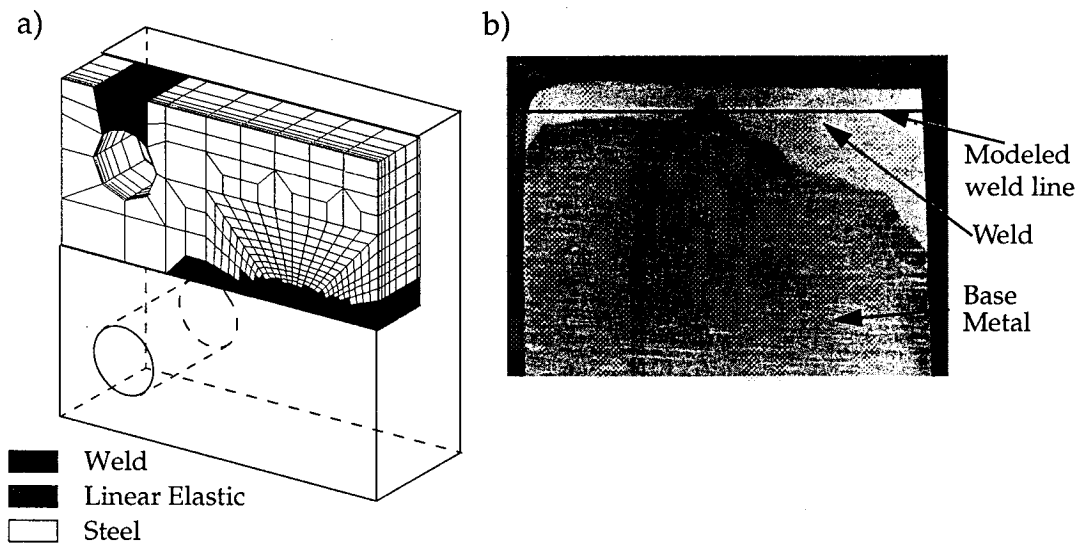 a)
b)
Modeled
weld line
Weld
Base
Metal
Weld
Linear Elastic
Steel